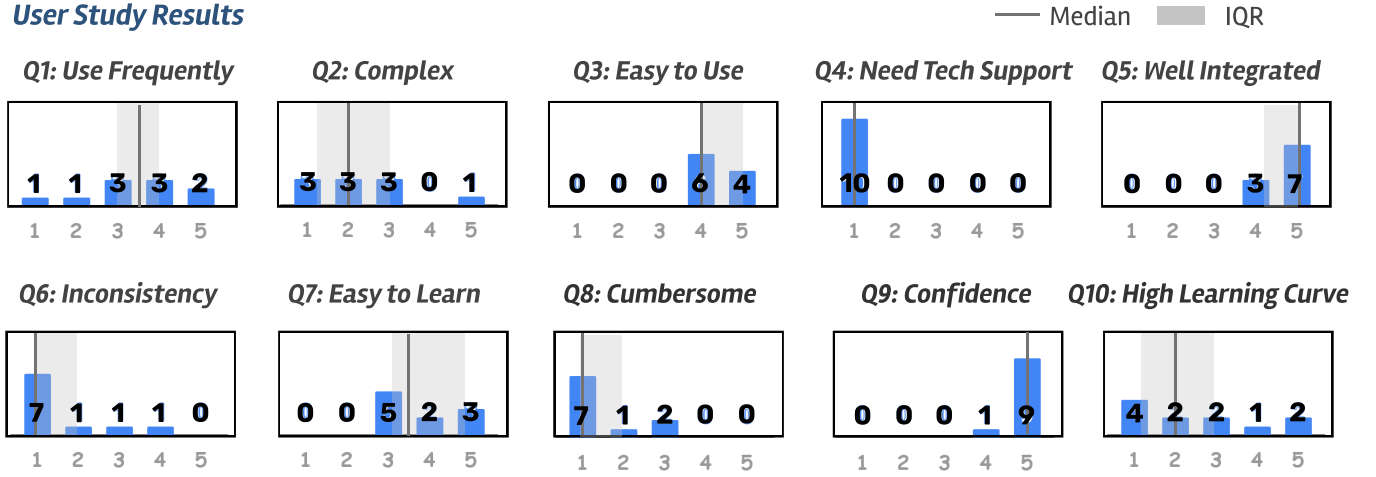 User Study Results
Median IQR
Q1: Use Frequently Q2: Complex Q3: Easy to Use Q4: Need Tech Support Q5: Well Integrated
1 1 3 3 2 3 3 3 0 1 0 0 0 6 4 10 0 0 0 0 0 0 0 3 7
1 2 3 4 5 1 2 3 4 5 1 2 3 4 5 1 2 3 4 5 1 2 3 4 5
Q6: Inconsistency Q7: Easy to Learn Q8: Cumbersome Q9: Confidence Q10: High Learning Curve
7 1 1 1 0 0 0 5 2 3 7 1 2 0 0 0 0 0 1 9 4 2 2 1 2
1 2 3 4 5 1 2 3 4 5 1 2 3 4 5 1 2 3 4 5 1 2 3 4 5